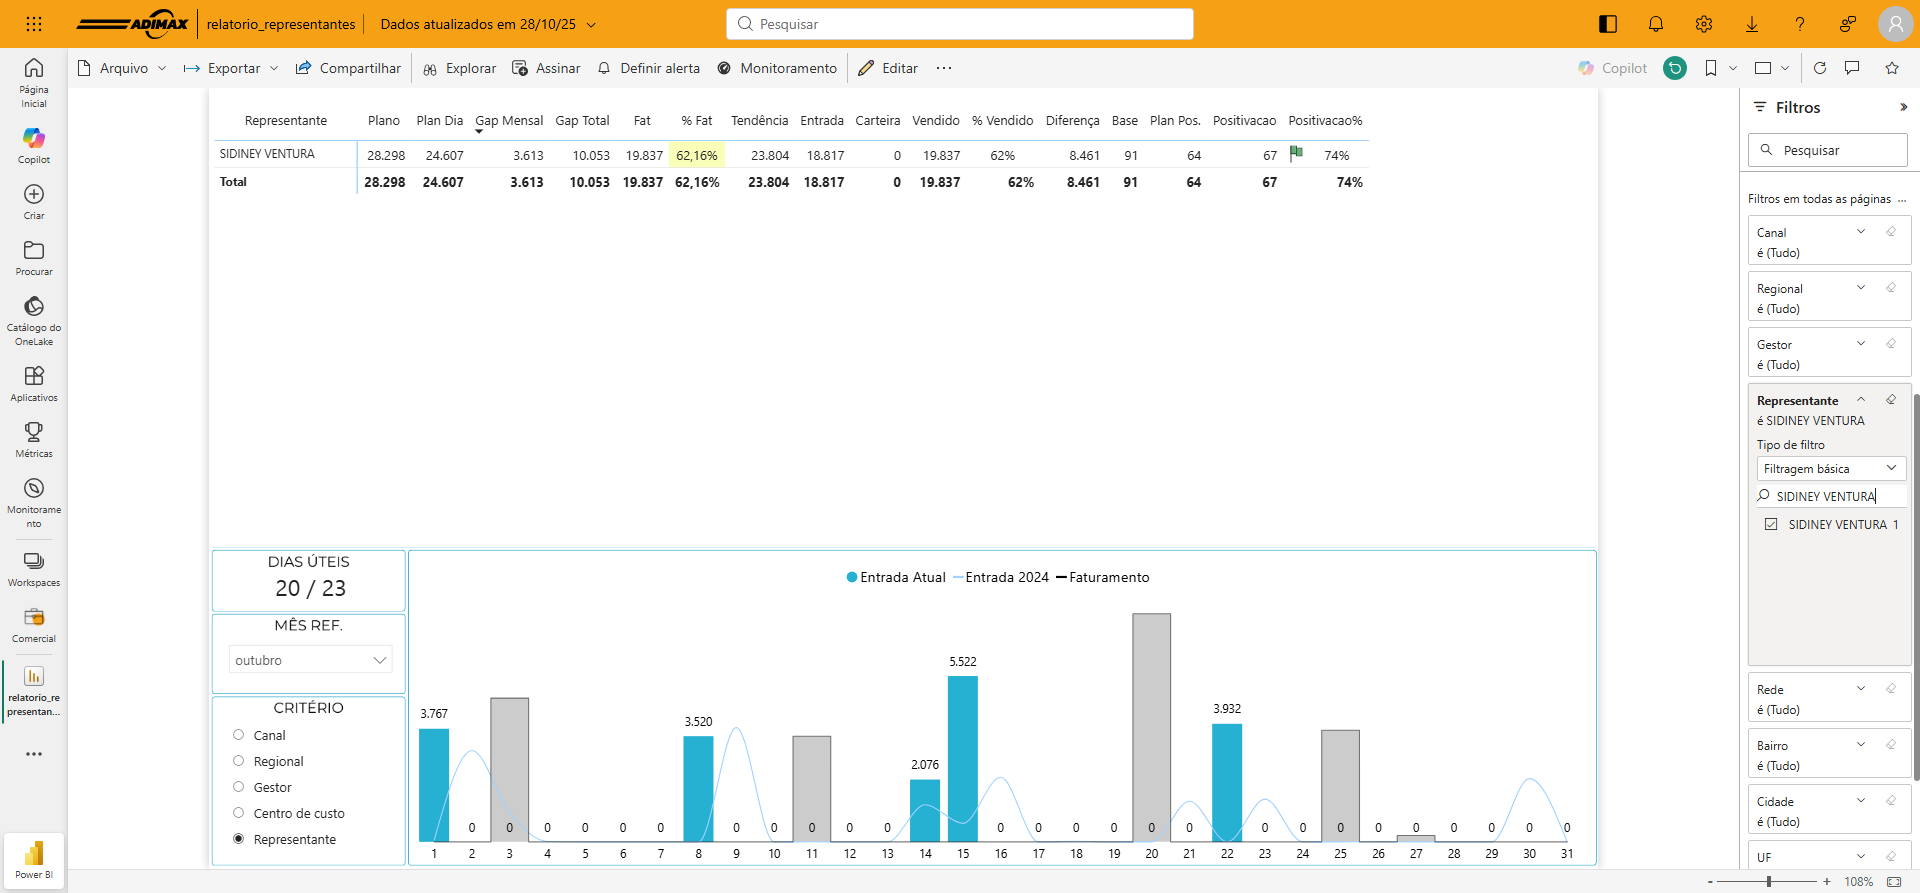 ADIMAX relatorio_representantes Dados atualizados em 28/10/25 Pesquisar
Arquivo Exportar Compartilhar Explorar Assinar Definir alerta Monitoramento Editar ... Copilot
Página
Inicial
Copilot
Criar
Procurar
Catálogo do
OneLake
Aplicativos
Métricas
Monitorame
nto
Workspaces
Comercial
relatorio_re
presentan...
Power BI
Representante Plano Plan Dia Gap Mensal Gap Total Fat % Fat Tendência Entrada Carteira Vendido % Vendido Diferença Base Plan Pos. Positivacao Positivacao%
SIDINEY VENTURA 28.298 24.607 3.613 10.053 19.837 62,16% 23.804 18.817 0 19.837 62% 8.461 91 64 67 74%
Total 28.298 24.607 3.613 10.053 19.837 62,16% 23.804 18.817 0 19.837 62% 8.461 91 64 67 74%
DIAS ÚTEIS
20 / 23
MÊS REF.
outubro
CRITÉRIO
Canal
Regional
Gestor
Centro de custo
Representante
Entrada Atual Entrada 2024 Faturamento
3.767 3.520 2.076 5.522 3.932
0 0 0 0 0 0 0 0 0 0 0 0 0 0 0 0 0 0 0 0 0 0 0 0 0 0
1 2 3 4 5 6 7 8 9 10 11 12 13 14 15 16 17 18 19 20 21 22 23 24 25 26 27 28 29 30 31
Filtros
Pesquisar
Filtros em todas as páginas ...
Canal
é (Tudo)
Regional
é (Tudo)
Gestor
é (Tudo)
Representante
é SIDINEY VENTURA
Tipo de filtro
Filtragem básica
SIDINEY VENTURA
SIDINEY VENTURA 1
Rede
é (Tudo)
Bairro
é (Tudo)
Cidade
é (Tudo)
UF
- + 108%